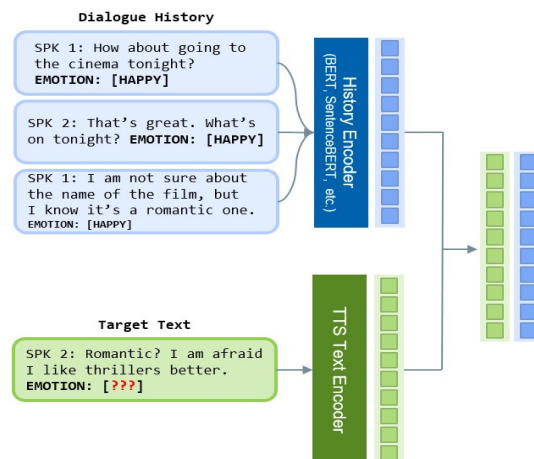 Dialogue History
SPK 1: How about going to
the cinema tonight?
EMOTION: [HAPPY]
SPK 2: That's great. What's
on tonight? EMOTION: [HAPPY]
SPK 1: I am not sure about
the name of the film, but
I know it's a romantic one.
EMOTION: [HAPPY]
History Encoder
(BERT, SentenceBERT, etc.)
Target Text
SPK 2: Romantic? I am afraid
I like thrillers better.
EMOTION: [???]
TTS Text Encoder